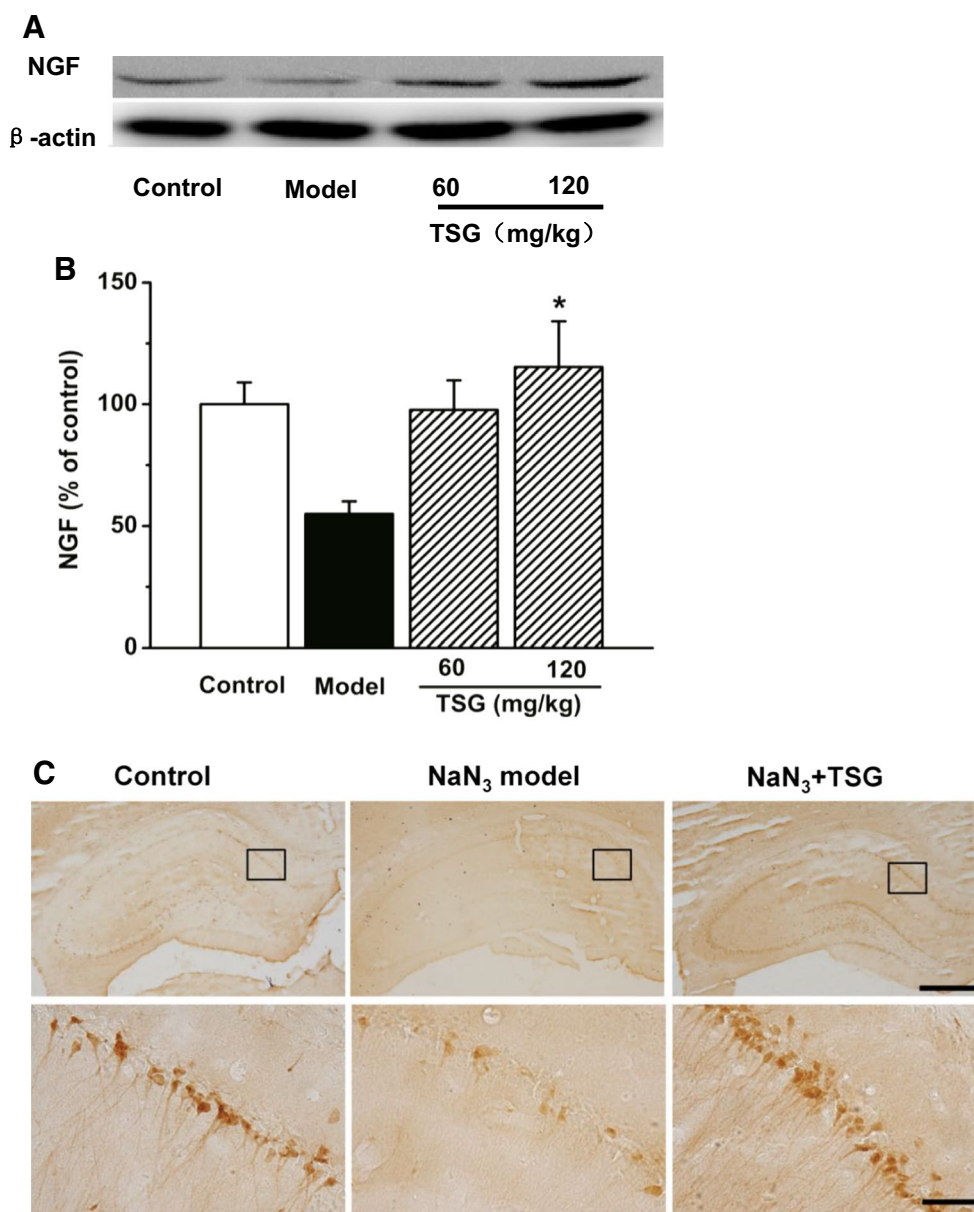 A
NGF
β-actin
Control Model 60 120
TSG（mg/kg）
B
150
100
50
0
NGF (% of control)
*
Control Model 60 120
TSG (mg/kg)
C
Control NaN₃ model NaN₃+TSG